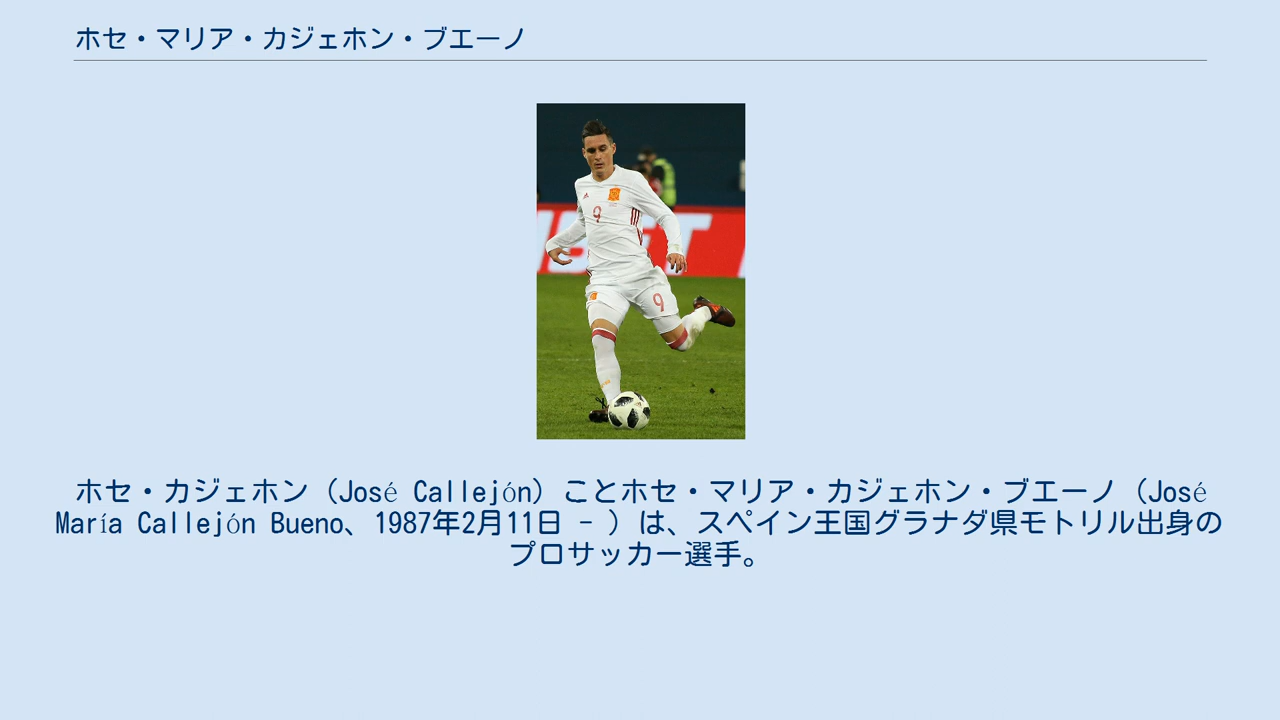 ホセ・マリア・カジェホン・ブエーノ
9
9
ホセ・カジェホン（José Callejón）ことホセ・マリア・カジェホン・ブエーノ（José
María Callejón Bueno、1987年2月11日 - ）は、スペイン王国グラナダ県モトリル出身の
プロサッカー選手。